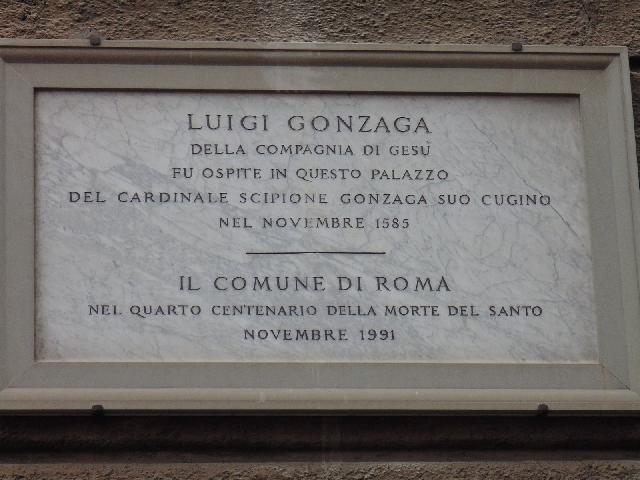 LUIGI GONZAGA
DELLA COMPAGNIA DI GESÙ
FU OSPITE IN QUESTO PALAZZO
DEL CARDINALE SCIPIONE GONZAGA SUO CUGINO
NEL NOVEMBRE 1585
IL COMUNE DI ROMA
NEL QUARTO CENTENARIO DELLA MORTE DEL SANTO
NOVEMBRE 1991